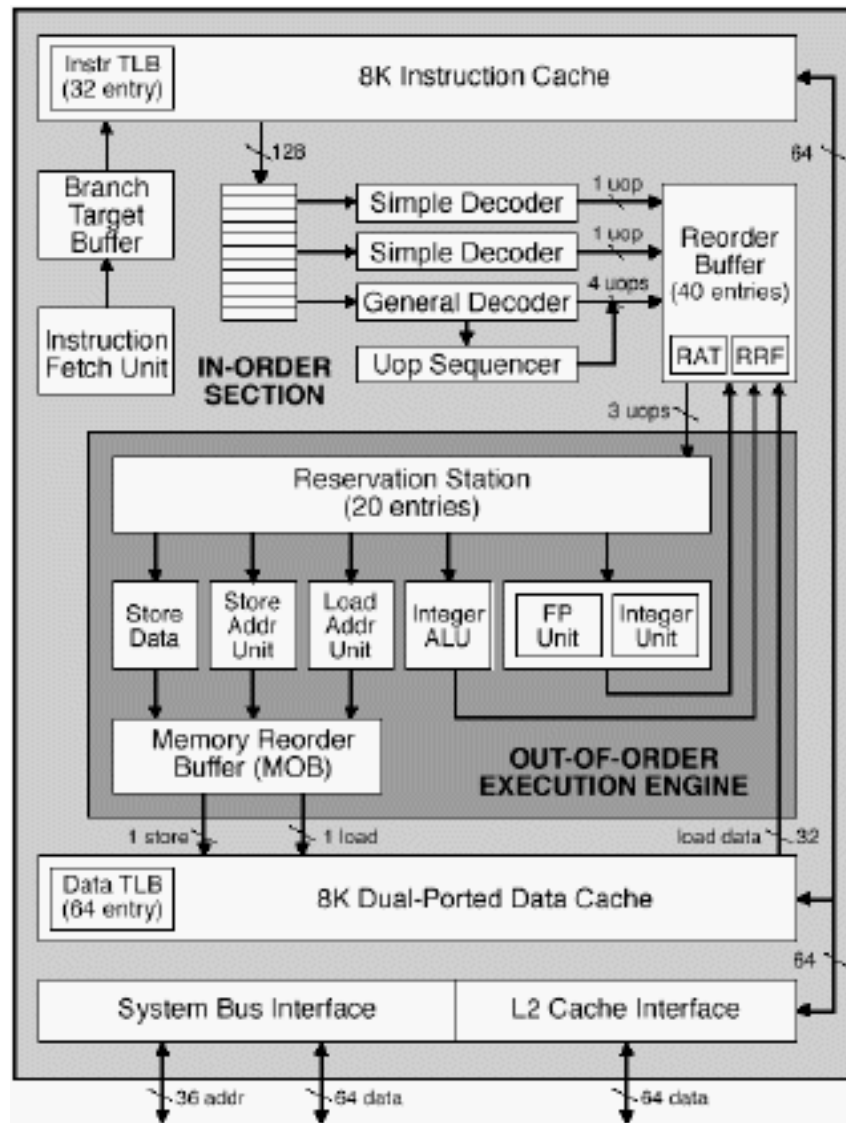 Instr TLB
(32 entry)
8K Instruction Cache
128
64
Branch
Target
Buffer
Simple Decoder
1 uop
Simple Decoder
1 uop
General Decoder
4 uops
Uop Sequencer
Reorder
Buffer
(40 entries)
RAT
RRF
Instruction
Fetch Unit
IN-ORDER
SECTION
3 uops
Reservation Station
(20 entries)
Store
Data
Store
Addr
Unit
Load
Addr
Unit
Integer
ALU
FP
Unit
Integer
Unit
Memory Reorder
Buffer (MOB)
OUT-OF-ORDER
EXECUTION ENGINE
1 store
1 load
load data
32
Data TLB
(64 entry)
8K Dual-Ported Data Cache
64
System Bus Interface
L2 Cache Interface
36 addr
64 data
64 data